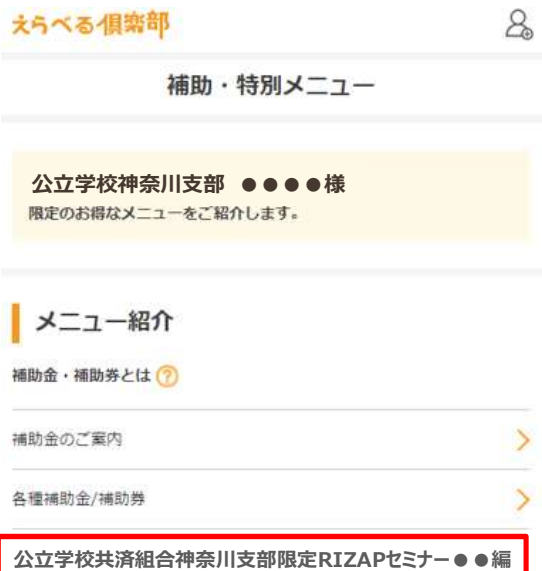 えらべる倶楽部
補助・特別メニュー
公立学校神奈川支部 ●●●●様
限定のお得なメニューをご紹介します。
メニュー紹介
補助金・補助券とは ?
補助金のご案内
各種補助金/補助券
公立学校共済組合神奈川支部限定RIZAPセミナー●●編